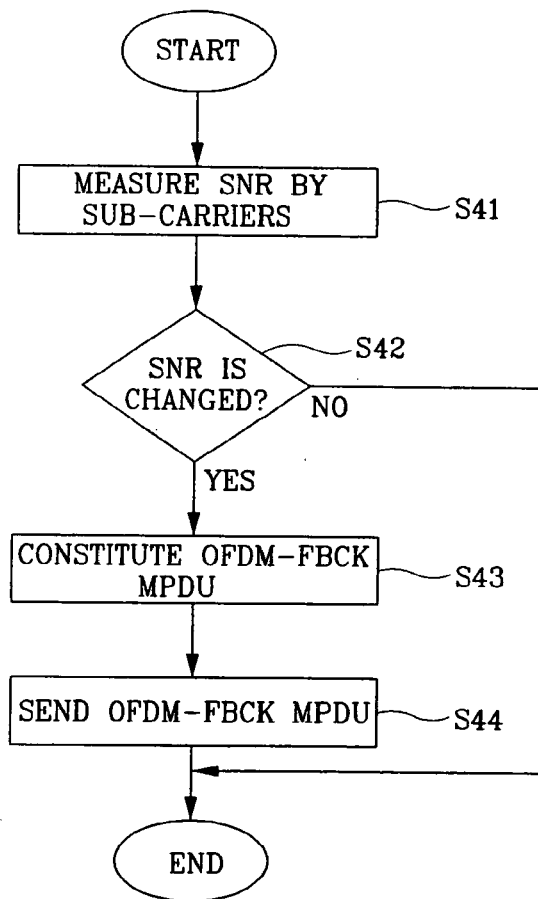 START
MEASURE SNR BY
SUB-CARRIERS
S41
S42
SNR IS
CHANGED?
NO
YES
CONSTITUTE OFDM-FBCK
MPDU
S43
SEND OFDM-FBCK MPDU
S44
END